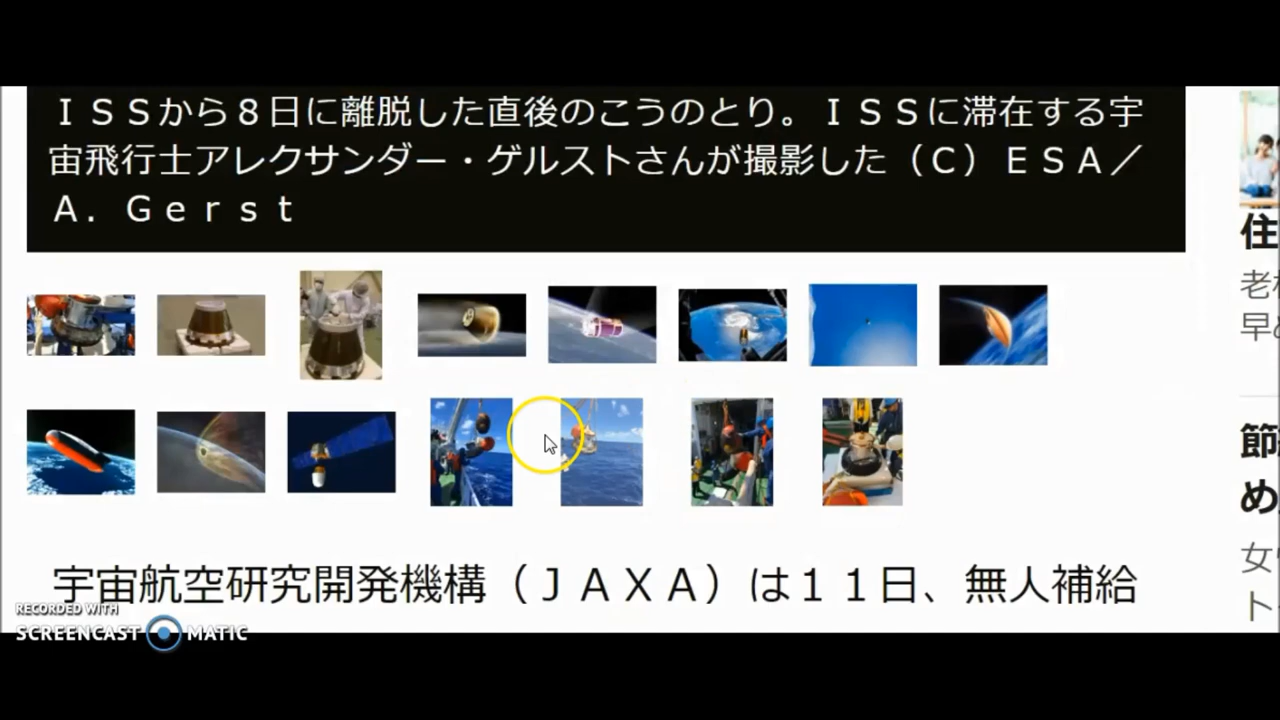 ＩＳＳから８日に離脱した直後のこうのとり。ＩＳＳに滞在する宇
宙飛行士アレクサンダー・ゲルストさんが撮影した（Ｃ）ＥＳＡ／
Ａ．Ｇｅｒｓｔ
住
早
節
め
女
ト
宇宙航空研究開発機構（ＪＡＸＡ）は１１日、無人補給
RECORDED WITH
SCREENCAST MATIC